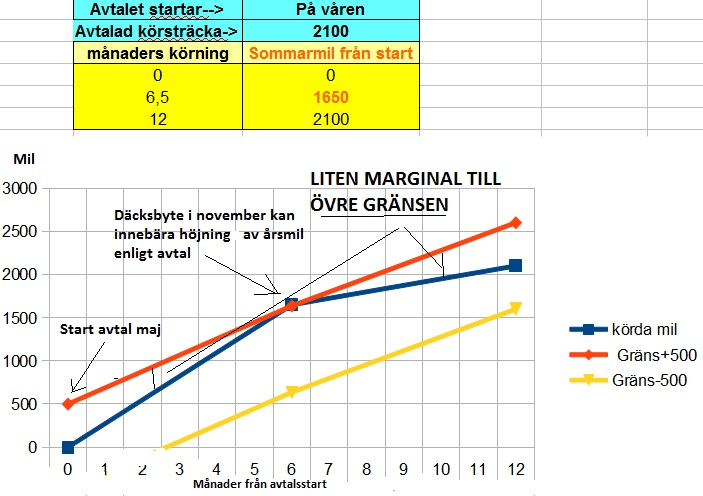 Avtalet startar--> På våren
Avtalad körsträcka-> 2100
månaders körning Sommarmil från start
0 0
6,5 1650
12 2100
Mil
LITEN MARGINAL TILL
ÖVRE GRÄNSEN
Däcksbyte i november kan
innebära höjning av årsmil
enligt avtal
Start avtal maj
3000
2500
2000
1500
1000
500
0
körda mil
Gräns+500
Gräns-500
0 1 2 3 4 5 6 7 8 9 10 11 12
Månader från avtalsstart